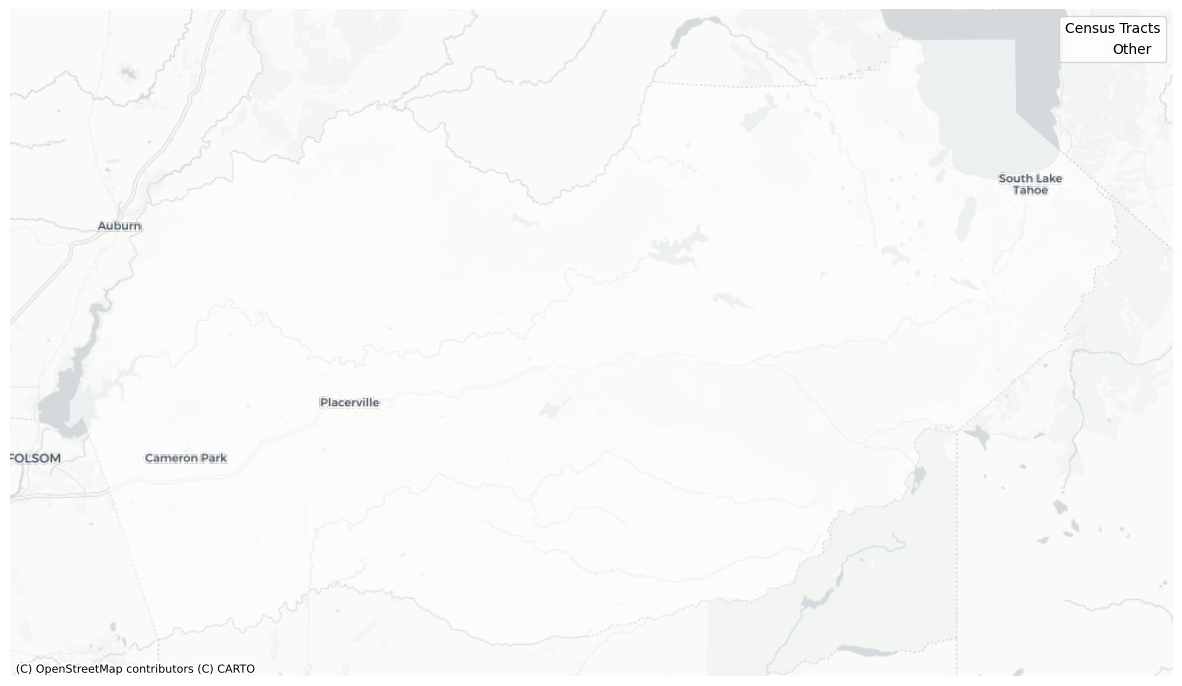 Census Tracts
Other
South Lake
Tahoe
Auburn
Placerville
Cameron Park
FOLSOM
(C) OpenStreetMap contributors (C) CARTO